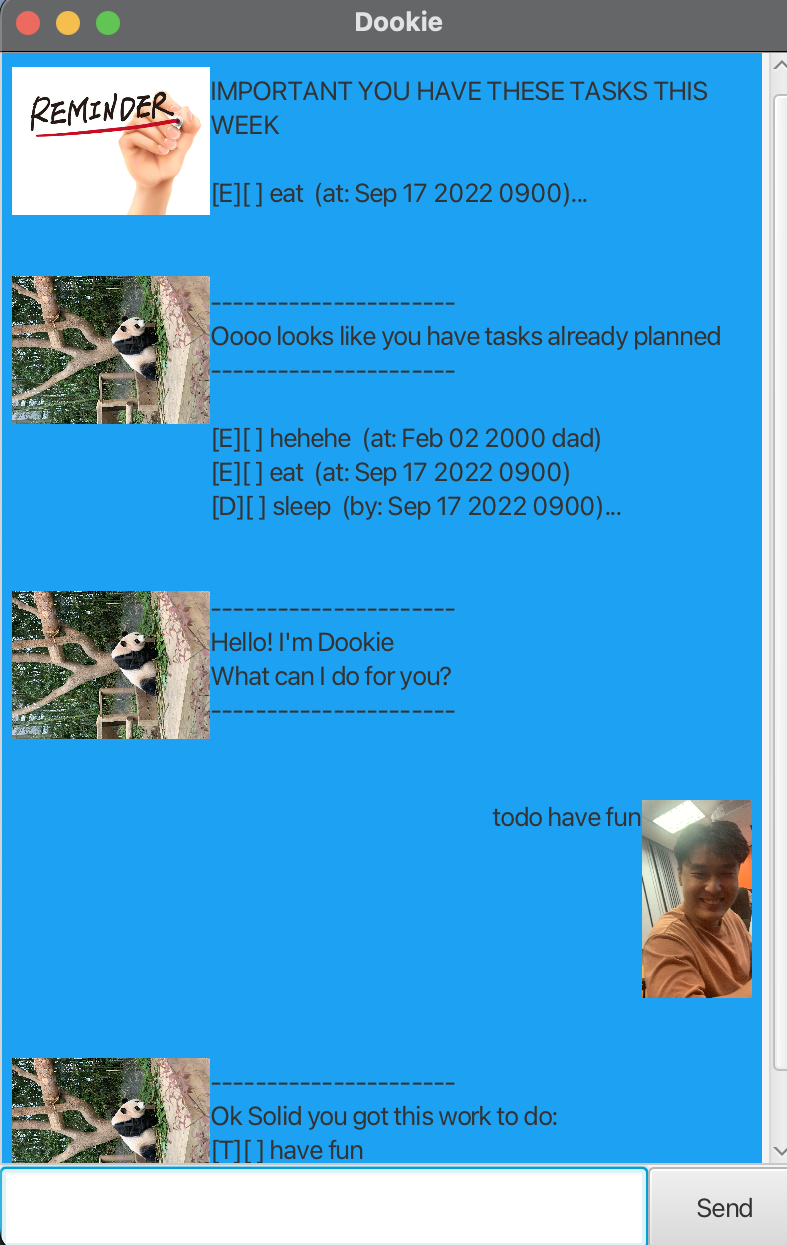 Dookie
REMINDER
IMPORTANT YOU HAVE THESE TASKS THIS
WEEK
[E][ ] eat  (at: Sep 17 2022 0900)...
----------------------
Oooo looks like you have tasks already planned
----------------------
[E][ ] hehehe  (at: Feb 02 2000 dad)
[E][ ] eat  (at: Sep 17 2022 0900)
[D][ ] sleep  (by: Sep 17 2022 0900)...
----------------------
Hello! I'm Dookie
What can I do for you?
----------------------
todo have fun
----------------------
Ok Solid you got this work to do:
[T][ ] have fun
Send